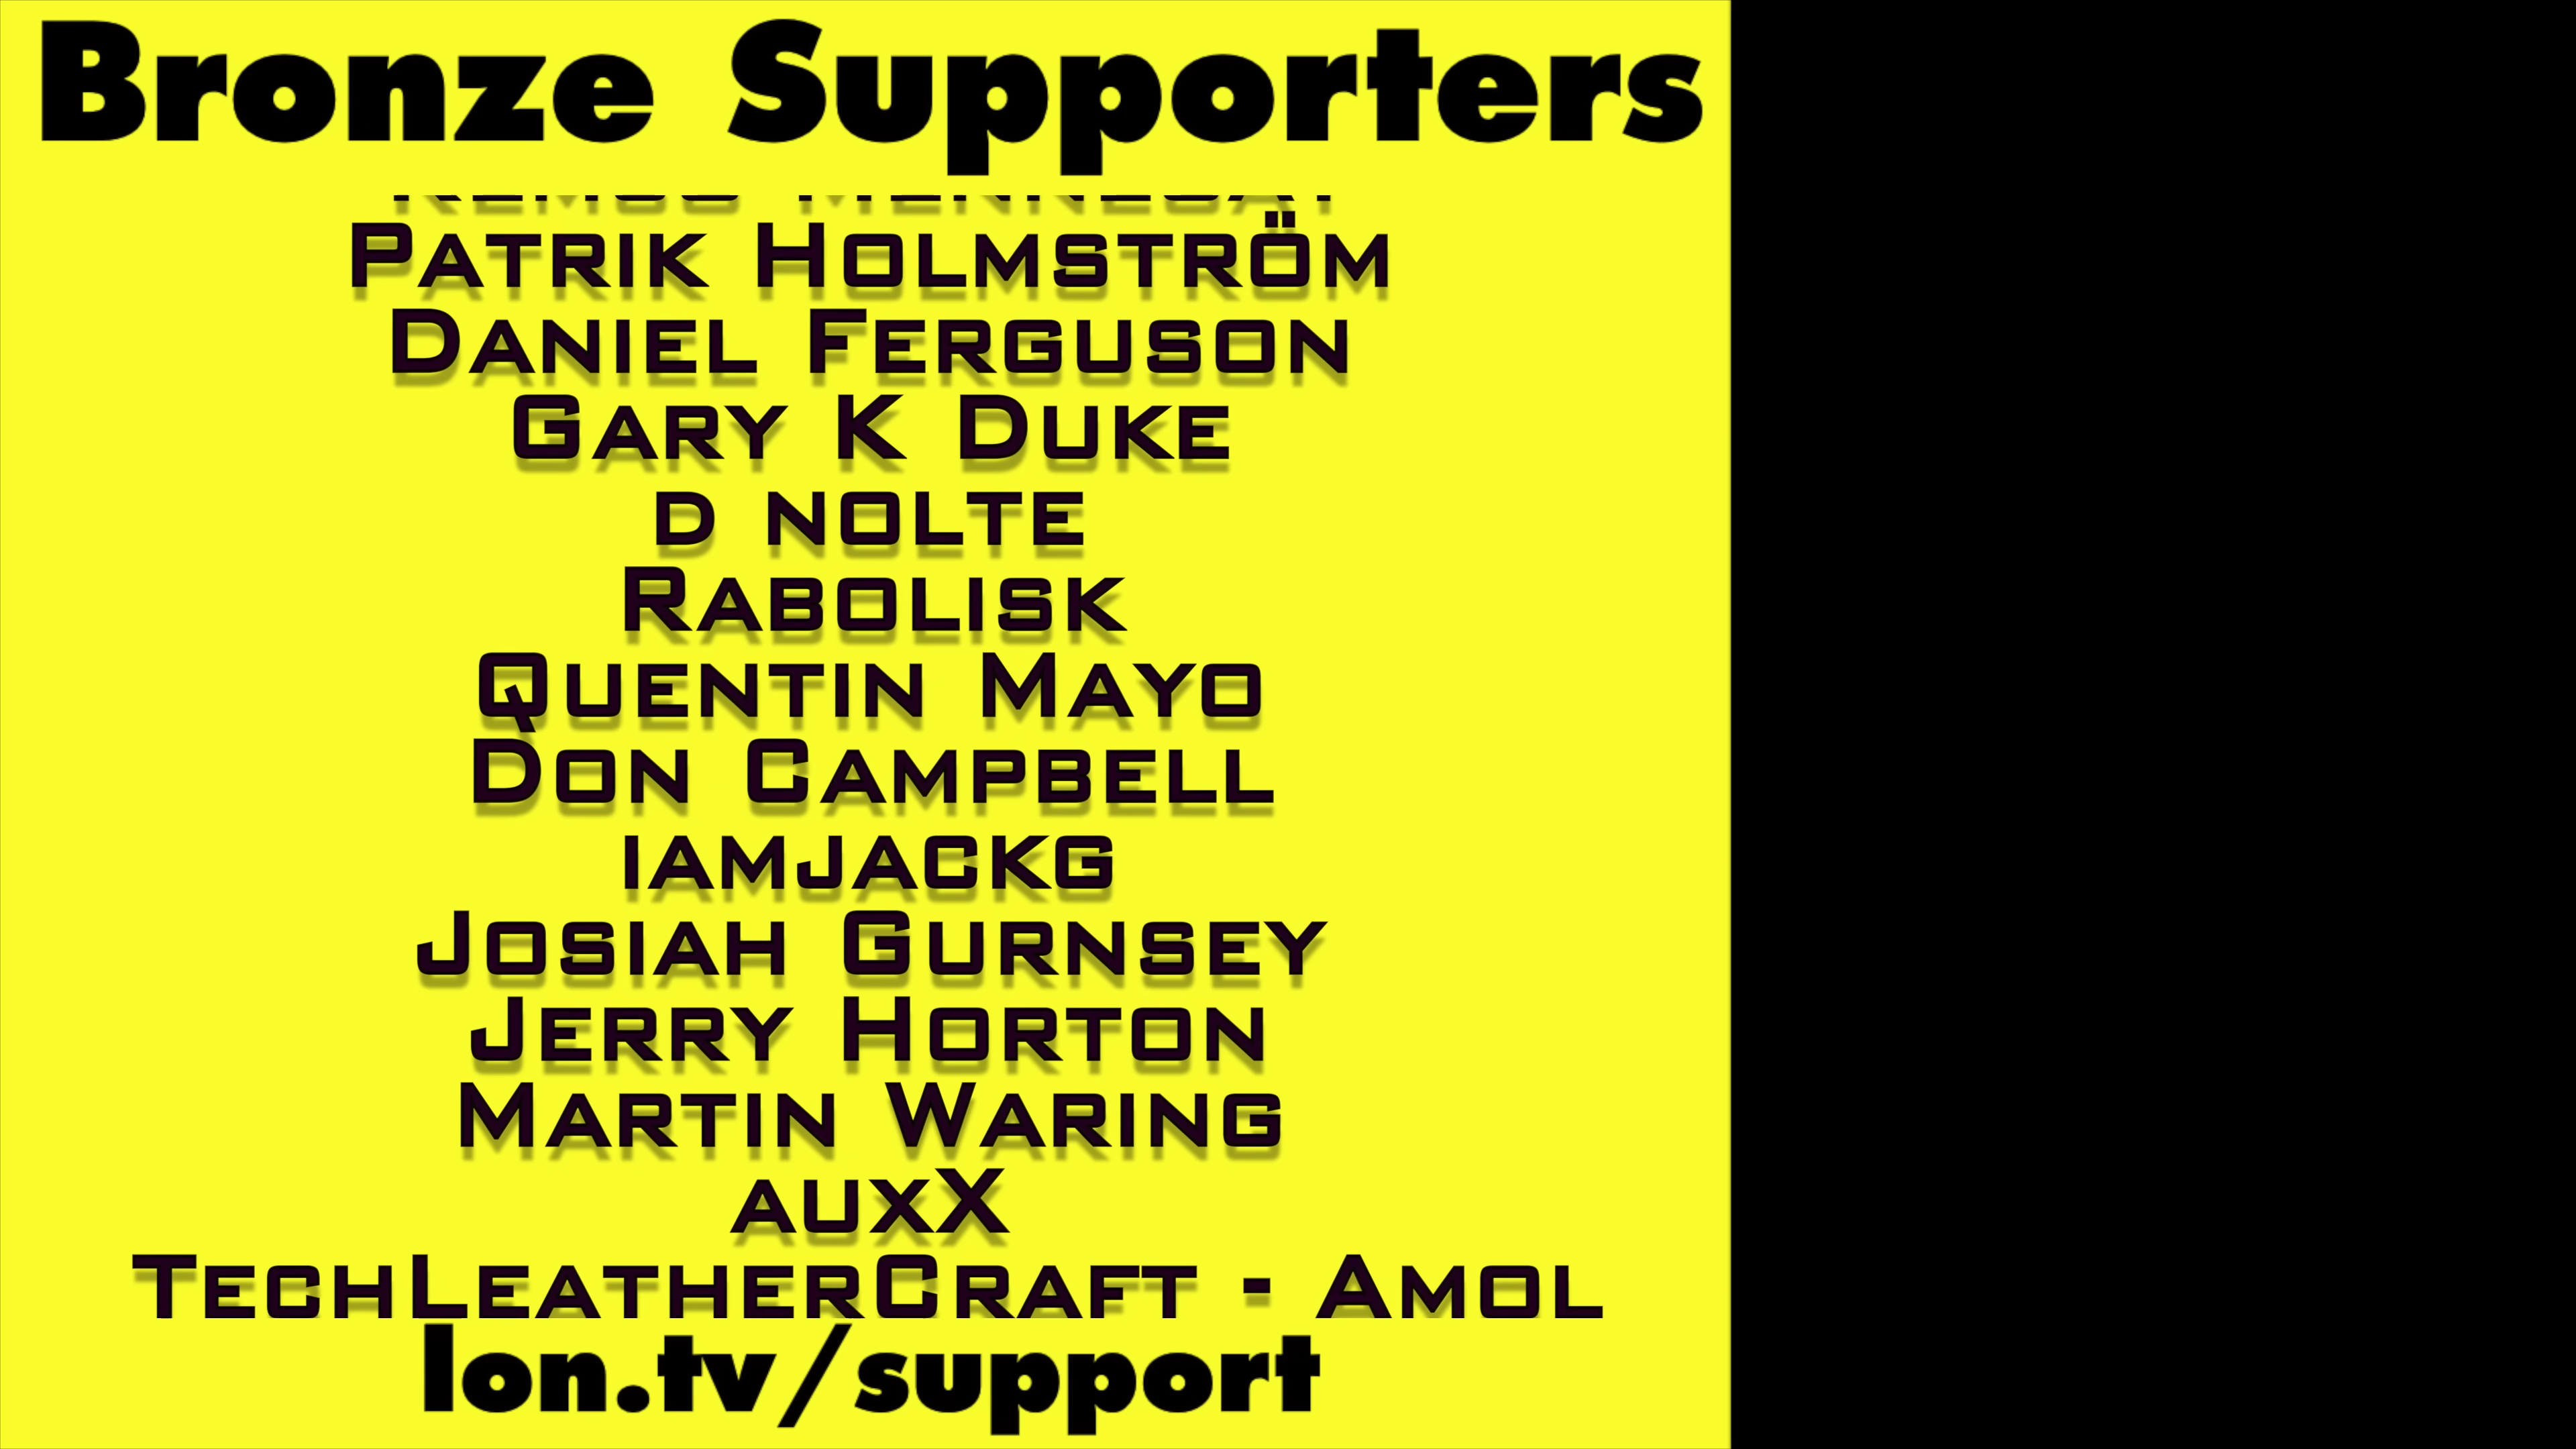 Bronze Supporters
Patrik Holmström
Daniel Ferguson
Gary K Duke
d nolte
Rabolisk
Quentin Mayo
Don Campbell
iamjackg
Josiah Gurnsey
Jerry Horton
Martin Waring
auxX
TechLeatherCraft - Amol
lon.tv/support